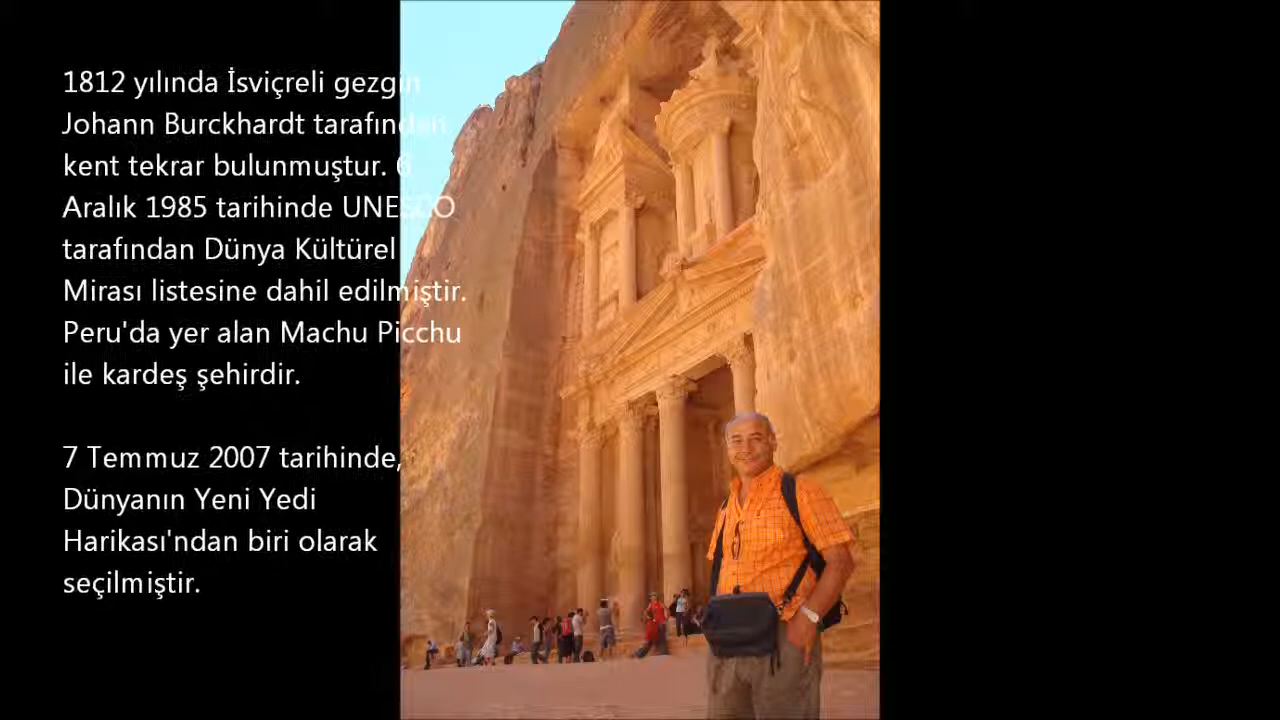 1812 yılında İsviçreli gezgin
Johann Burckhardt tarafından
kent tekrar bulunmuştur. 6
Aralık 1985 tarihinde UNESCO
tarafından Dünya Kültürel
Mirası listesine dahil edilmiştir.
Peru'da yer alan Machu Picchu
ile kardeş şehirdir.
7 Temmuz 2007 tarihinde,
Dünyanın Yeni Yedi
Harikası'ndan biri olarak
seçilmiştir.